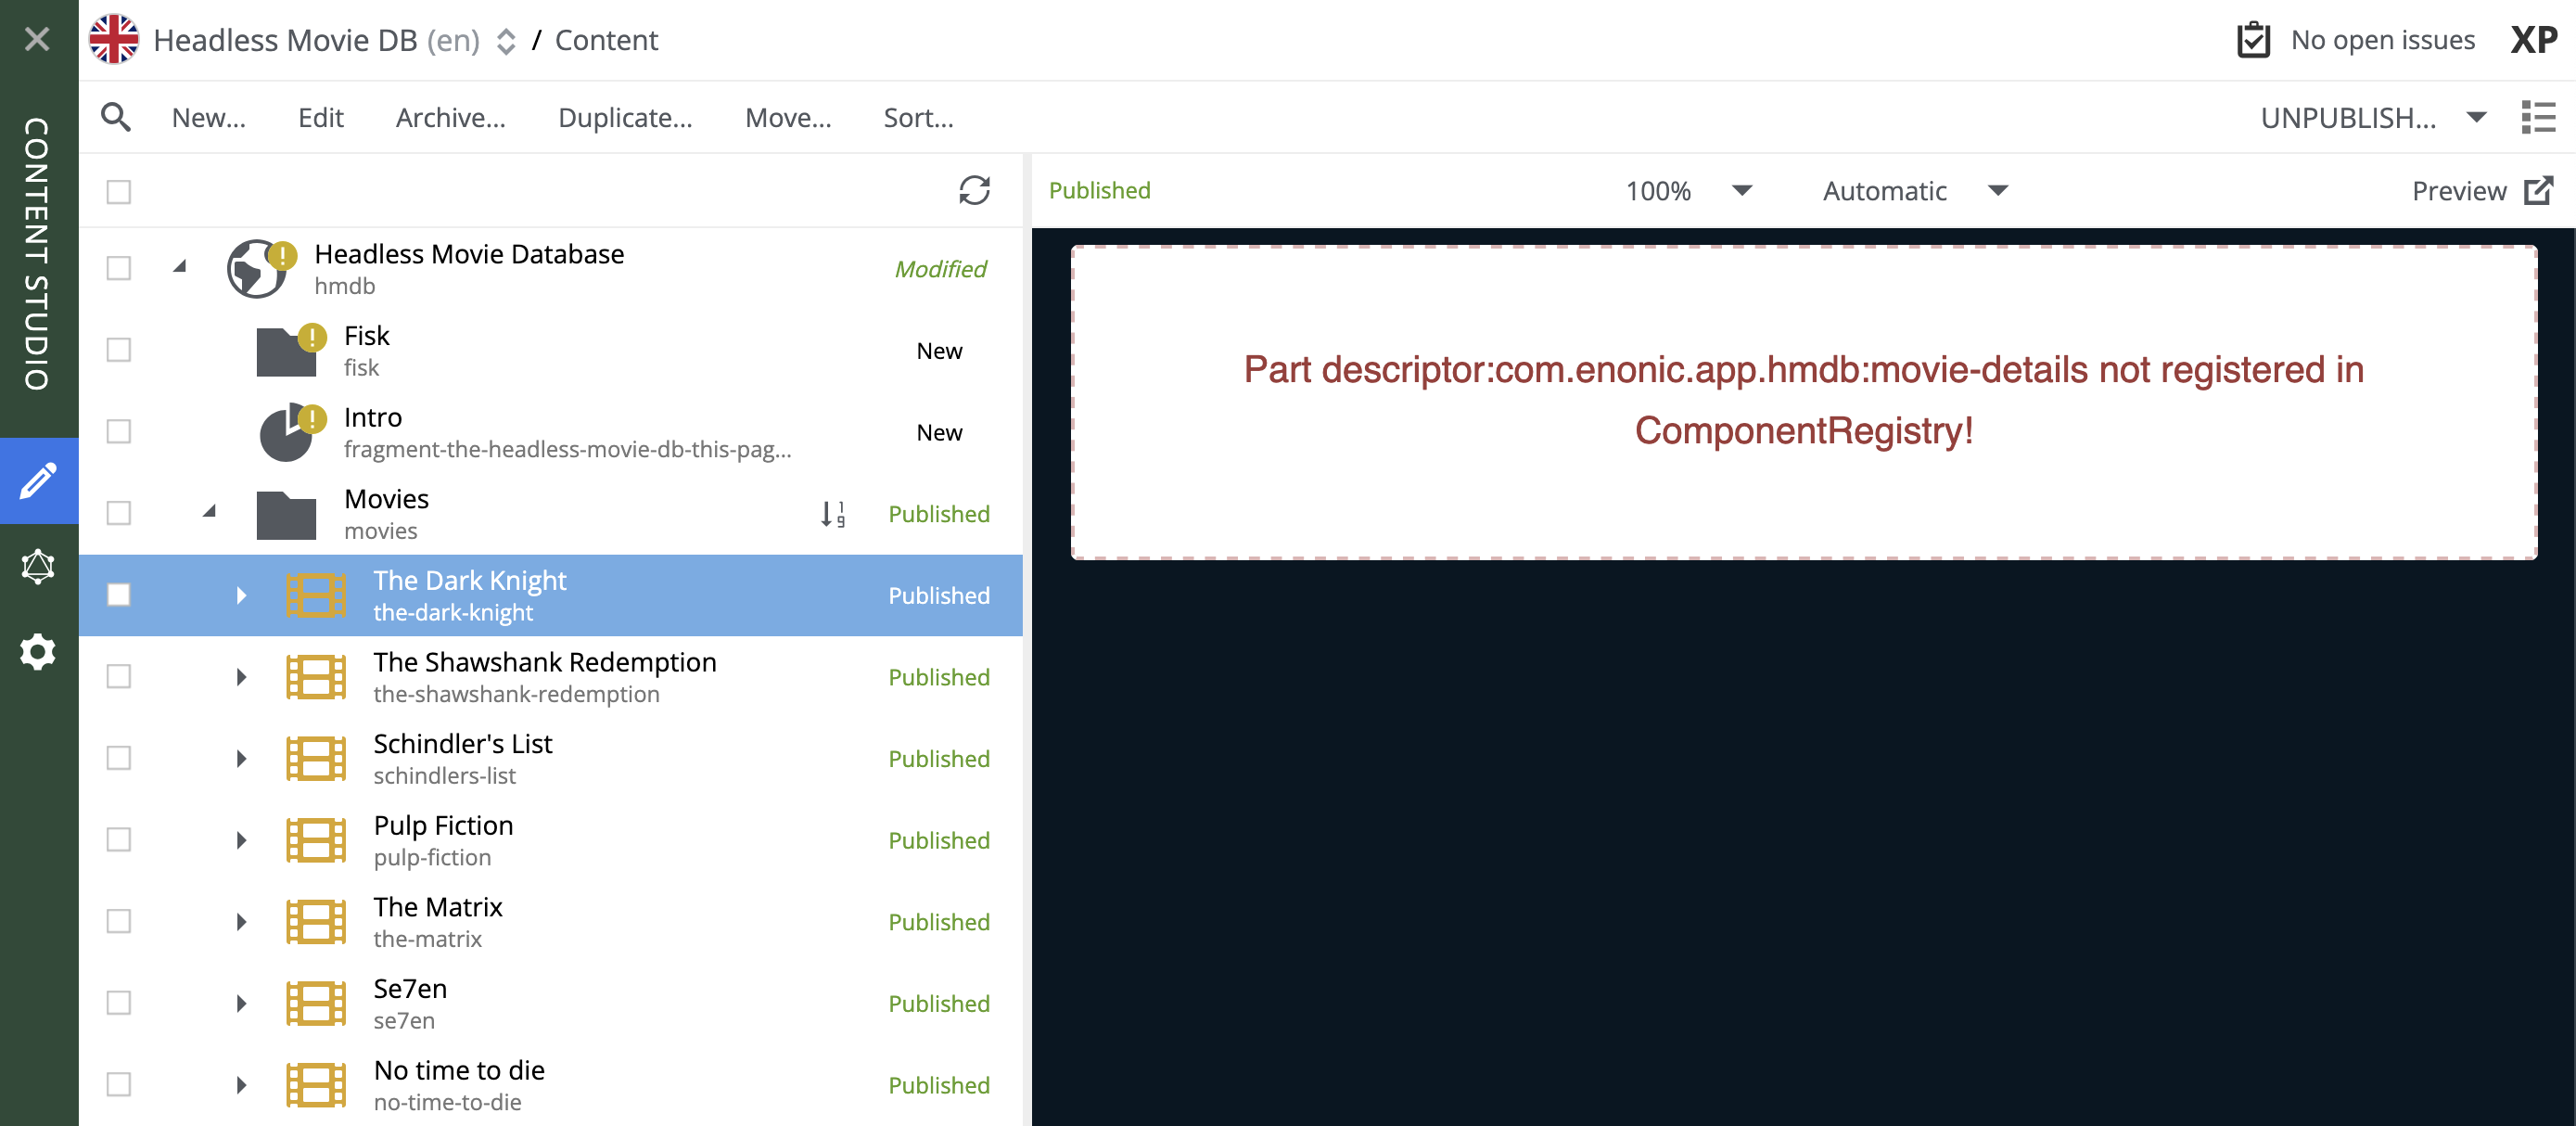 Headless Movie DB (en) / Content
No open issues XP
CONTENT STUDIO
New... Edit Archive... Duplicate... Move... Sort...
UNPUBLISH...
Published 100% Automatic Preview
Headless Movie Database
hmdb
Modified
Fisk
fisk
New
Intro
fragment-the-headless-movie-db-this-pag...
New
Movies
movies
Published
The Dark Knight
the-dark-knight
Published
The Shawshank Redemption
the-shawshank-redemption
Published
Schindler's List
schindlers-list
Published
Pulp Fiction
pulp-fiction
Published
The Matrix
the-matrix
Published
Se7en
se7en
Published
No time to die
no-time-to-die
Published
Part descriptor:com.enonic.app.hmdb:movie-details not registered in
ComponentRegistry!